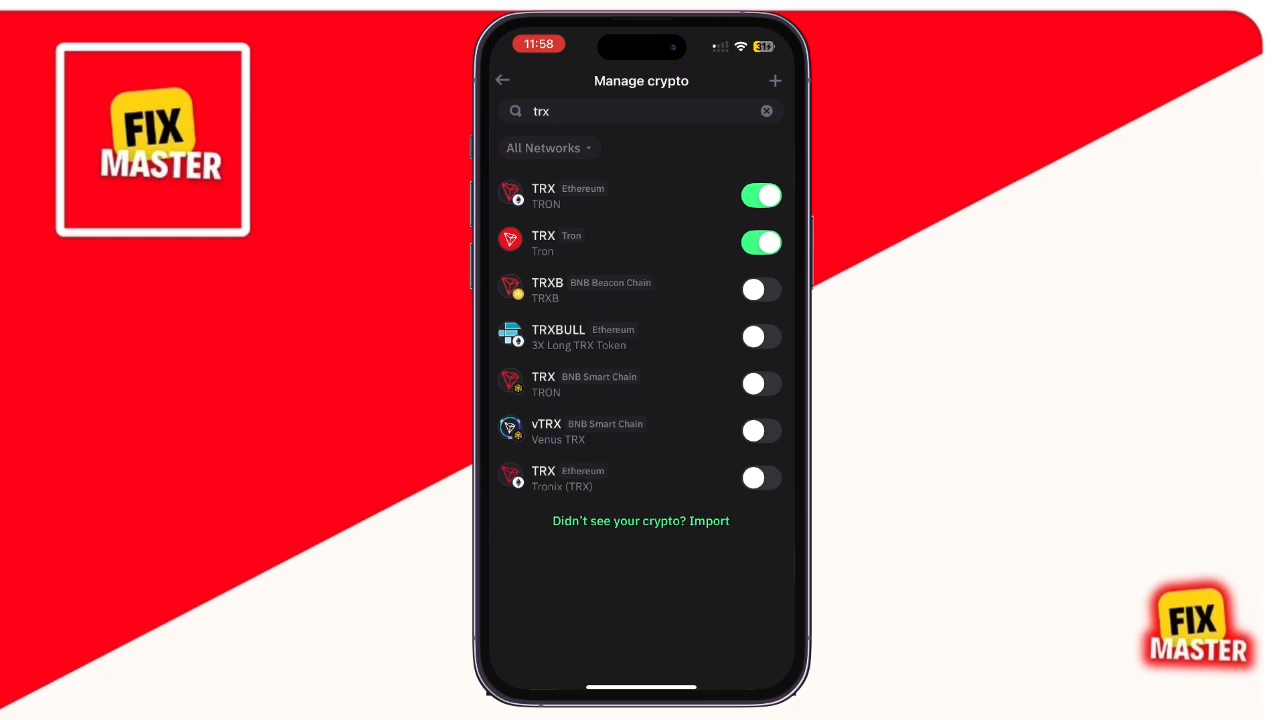 FIX
MASTER
11:58
31
Manage crypto
trx
All Networks
TRX Ethereum
TRON
TRX Tron
Tron
TRXB BNB Beacon Chain
TRXB
TRXBULL Ethereum
3X Long TRX Token
TRX BNB Smart Chain
TRON
vTRX BNB Smart Chain
Venus TRX
TRX Ethereum
Tronix (TRX)
Didn't see your crypto? Import
FIX
MASTER